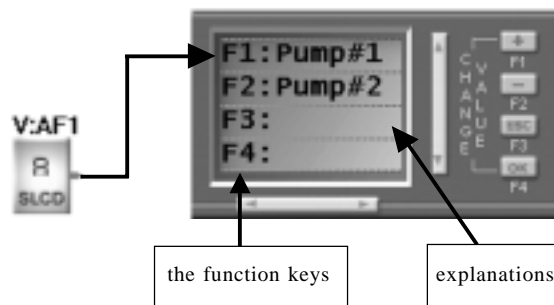 F1:Pump#1
F2:Pump#2
F3:
F4:
CHANGE
VALUE
+
F1
−
F2
ESC
F3
OK
F4
V:AF1
R
SLCD
the function keys
explanations